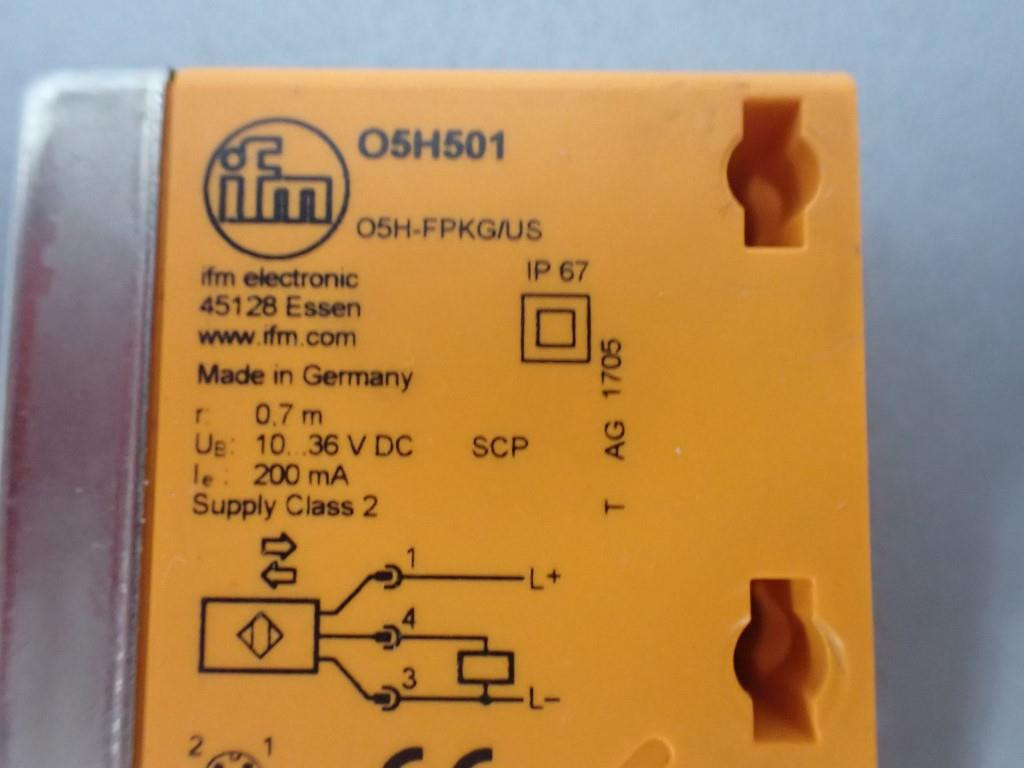 ifm
O5H501
O5H-FPKG/US
ifm electronic
45128 Essen
www.ifm.com
IP 67
Made in Germany
r: 0,7 m
UB: 10...36 V DC SCP
Ie : 200 mA
Supply Class 2
T AG 1705
1
L+
4
3
L-
2 1
CE